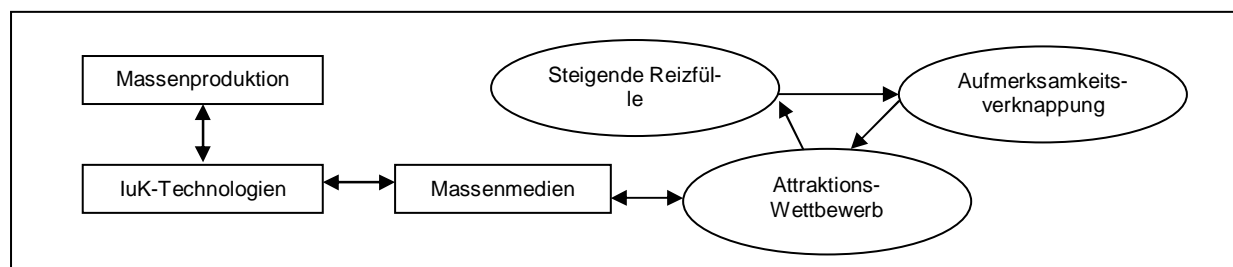 Massenproduktion
Steigende Reizfül-
le
Aufmerksamkeits-
verknappung
IuK-Technologien
Massenmedien
Attraktions-
Wettbewerb